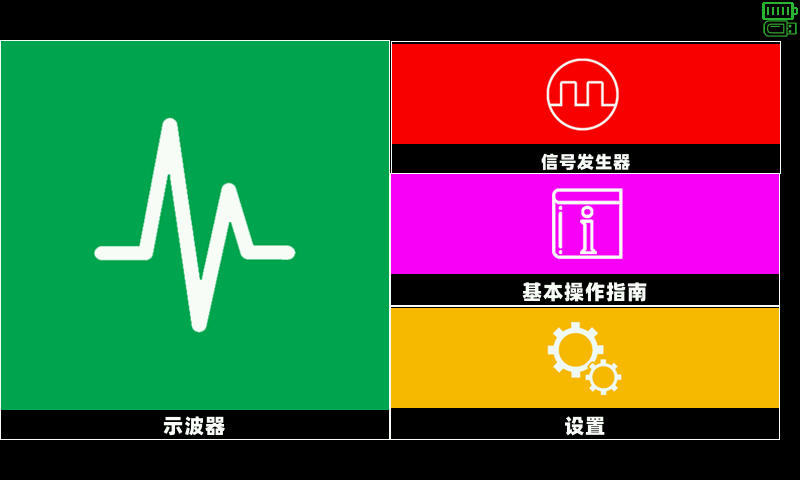 示波器
信号发生器
i
基本操作指南
设置